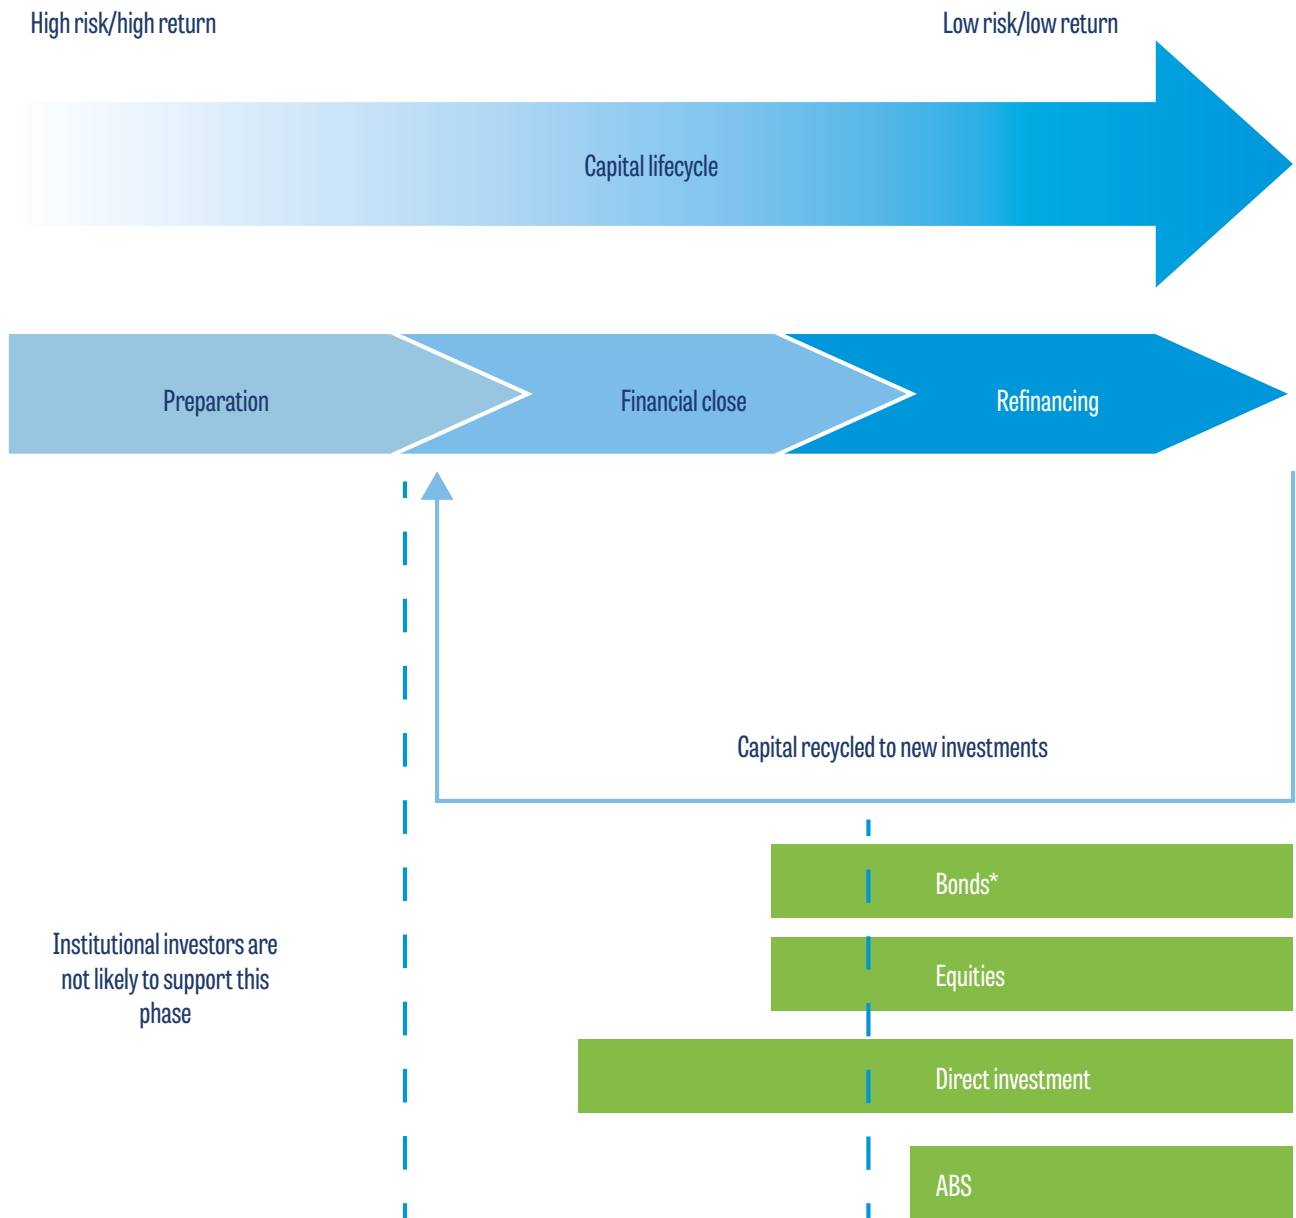 High risk/high return
Low risk/low return
Capital lifecycle
Preparation
Financial close
Refinancing
Capital recycled to new investments
Institutional investors are
not likely to support this
phase
Bonds*
Equities
Direct investment
ABS